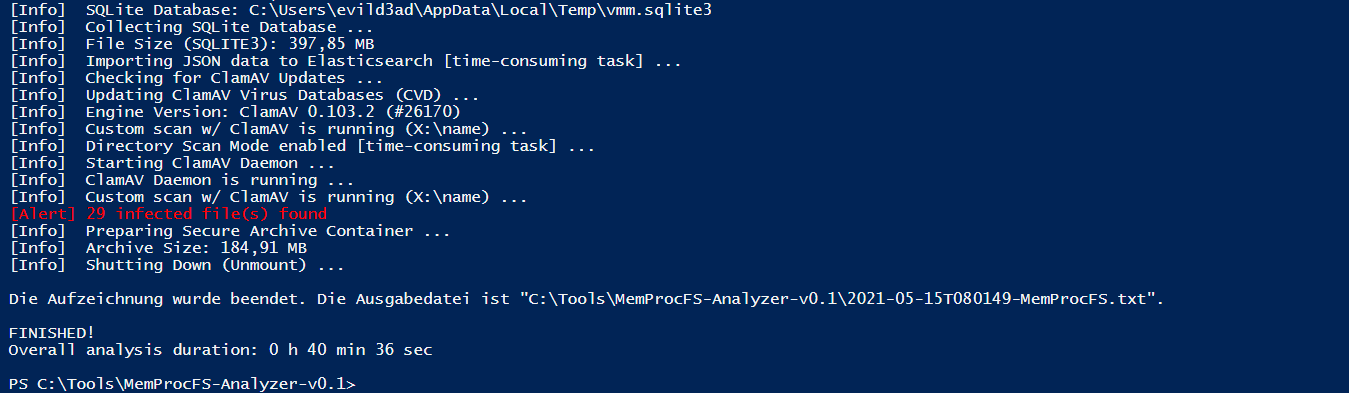 [Info]  SQLite Database: C:\Users\evild3ad\AppData\Local\Temp\vmm.sqlite3
[Info]  Collecting SQLite Database ...
[Info]  File Size (SQLITE3): 397,85 MB
[Info]  Importing JSON data to Elasticsearch [time-consuming task] ...
[Info]  Checking for ClamAV Updates ...
[Info]  Updating ClamAV Virus Databases (CVD) ...
[Info]  Engine Version: ClamAV 0.103.2 (#26170)
[Info]  Custom scan w/ ClamAV is running (X:\name) ...
[Info]  Directory Scan Mode enabled [time-consuming task] ...
[Info]  Starting ClamAV Daemon ...
[Info]  ClamAV Daemon is running ...
[Info]  Custom scan w/ ClamAV is running (X:\name) ...
[Alert] 29 infected file(s) found
[Info]  Preparing Secure Archive Container ...
[Info]  Archive Size: 184,91 MB
[Info]  Shutting Down (Unmount) ...
Die Aufzeichnung wurde beendet. Die Ausgabedatei ist "C:\Tools\MemProcFS-Analyzer-v0.1\2021-05-15T080149-MemProcFS.txt".
FINISHED!
Overall analysis duration: 0 h 40 min 36 sec
PS C:\Tools\MemProcFS-Analyzer-v0.1>